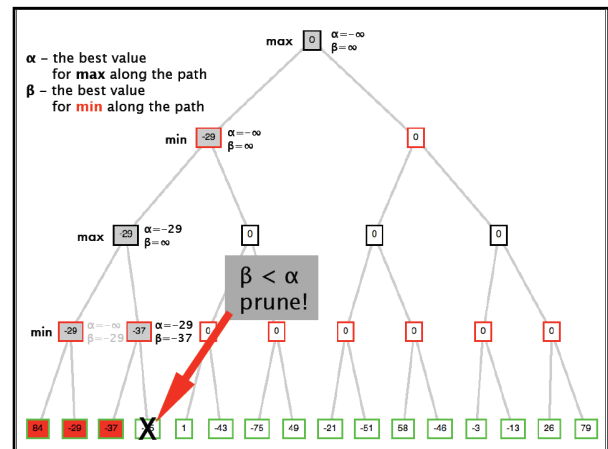 max 0 α=-∞
β=∞
α – the best value
for max along the path
β – the best value
for min along the path
min -29 α=-∞
β=∞
0
max -29 α=-29
β=∞
0 0 0
β < α
prune!
min -29 α=-∞
β=-29
-37 α=-29
β=-37
0 0 0 0 0 0
84 -29 -37 X 1 -43 -75 49 -21 -51 58 -46 -3 -13 26 79